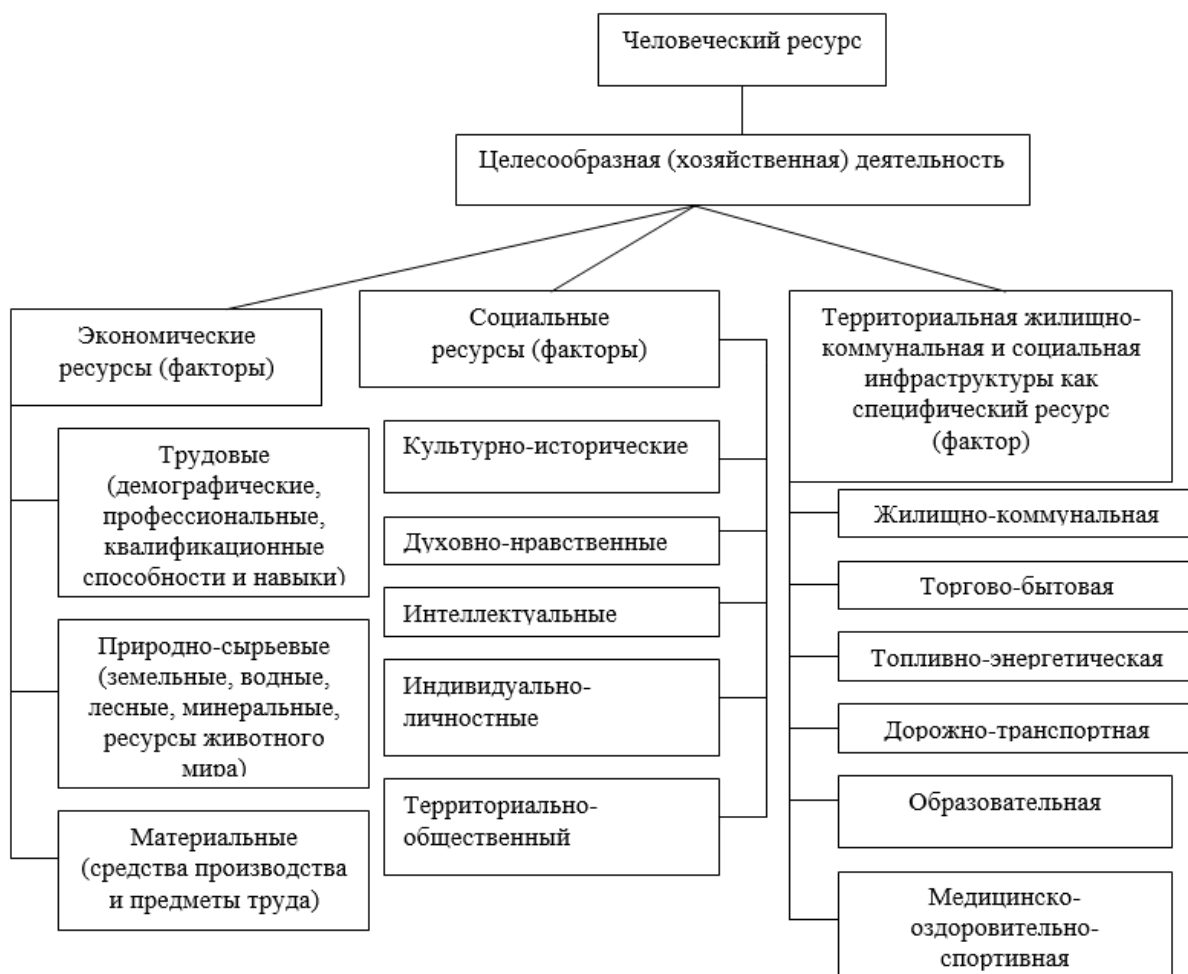 Человеческий ресурс
Целесообразная (хозяйственная) деятельность
Экономические
ресурсы (факторы)
Трудовые
(демографические,
профессиональные,
квалификационные
способности и навыки)
Природно-сырьевые
(земельные, водные,
лесные, минеральные,
ресурсы животного
мира)
Материальные
(средства производства
и предметы труда)
Социальные
ресурсы (факторы)
Культурно-исторические
Духовно-нравственные
Интеллектуальные
Индивидуально-
личностные
Территориально-
общественный
Территориальная жилищно-
коммунальная и социальная
инфраструктуры как
специфический ресурс
(фактор)
Жилищно-коммунальная
Торгово-бытовая
Топливно-энергетическая
Дорожно-транспортная
Образовательная
Медицинско-
оздоровительно-
спортивная